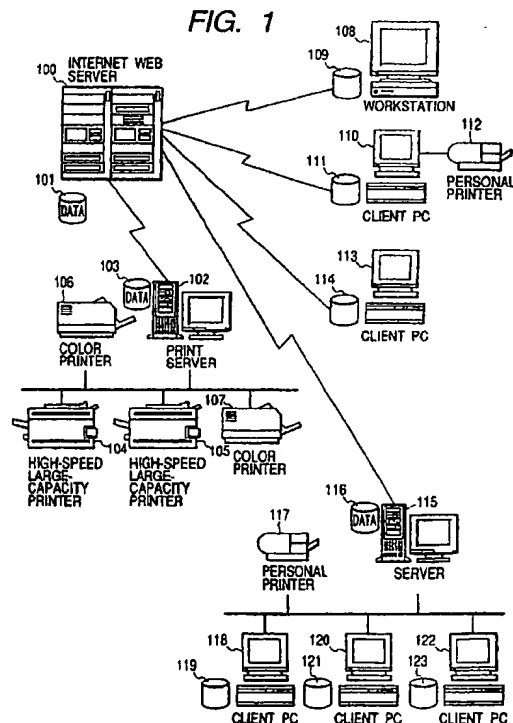 FIG. 1
108
INTERNET WEB
SERVER
100
109
WORKSTATION
110
112
111
PERSONAL
PRINTER
CLIENT PC
101
DATA
113
103
102
114
DATA
106
CLIENT PC
COLOR
PRINTER
PRINT
SERVER
107
104
105
COLOR
PRINTER
HIGH-SPEED
LARGE-
CAPACITY
PRINTER
HIGH-SPEED
LARGE-
CAPACITY
PRINTER
116
115
DATA
117
PERSONAL
PRINTER
SERVER
118
120
122
119
121
123
CLIENT PC
CLIENT PC
CLIENT PC